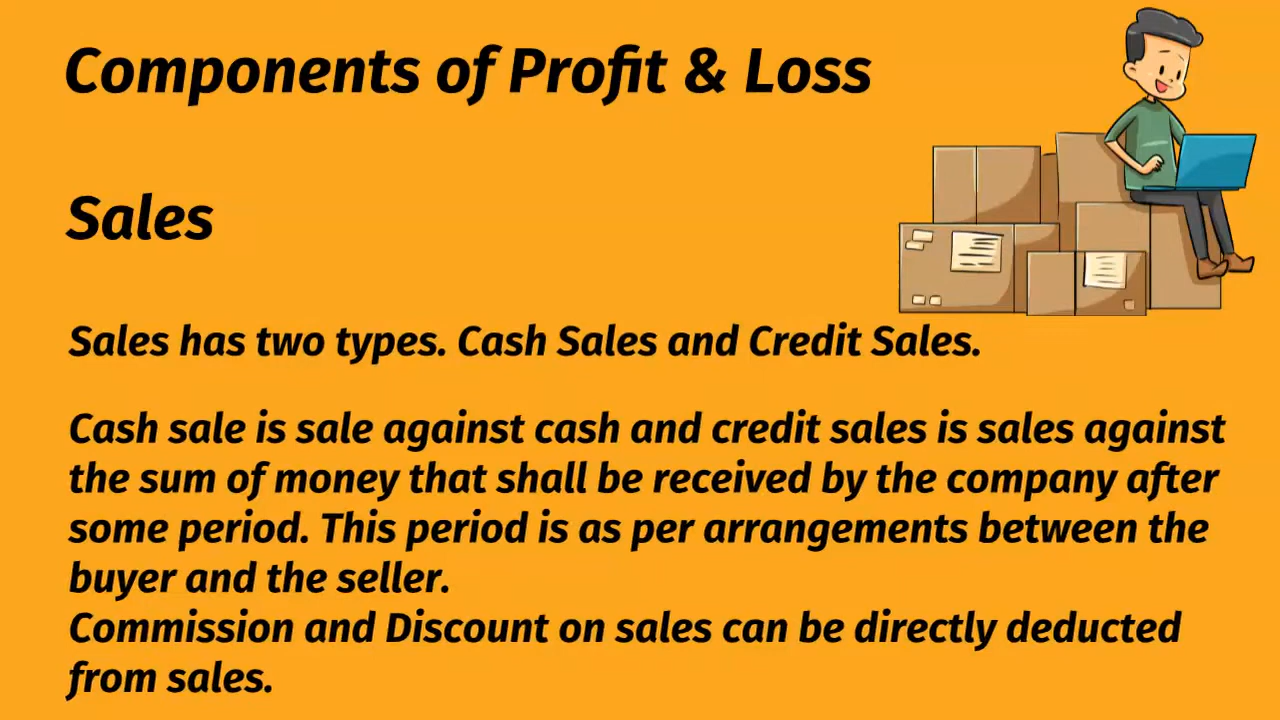 Components of Profit & Loss
Sales
Sales has two types. Cash Sales and Credit Sales.
Cash sale is sale against cash and credit sales is sales against
the sum of money that shall be received by the company after
some period. This period is as per arrangements between the
buyer and the seller.
Commission and Discount on sales can be directly deducted
from sales.